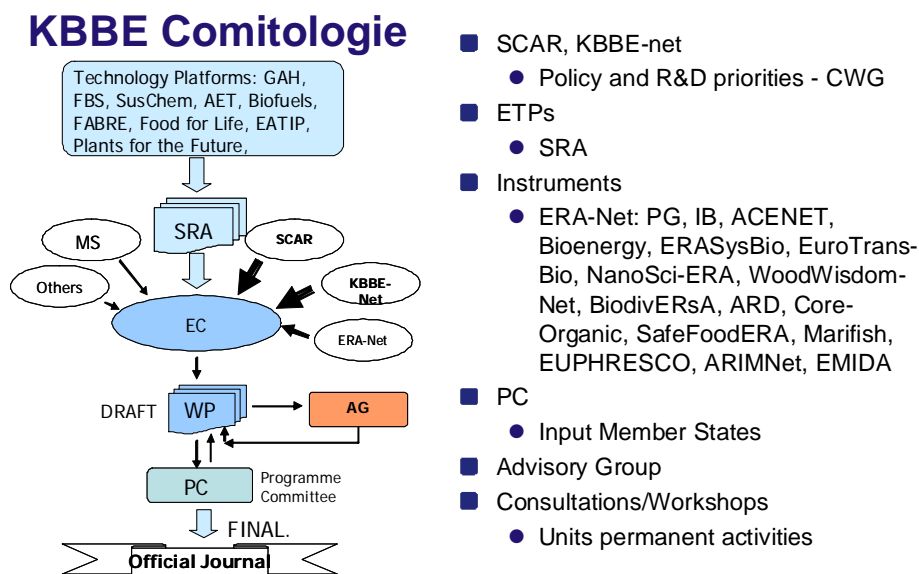 KBBE Comitologie
Technology Platforms: GAH,
FBS, SusChem, AET, Biofuels,
FABRE, Food for Life, EATIP,
Plants for the Future,
SRA
MS
SCAR
Others
KBBE-
Net
EC
ERA-Net
DRAFT
WP
AG
PC
Programme
Committee
FINAL.
Official Journal
SCAR, KBBE-net
Policy and R&D priorities - CWG
ETPs
SRA
Instruments
ERA-Net: PG, IB, ACENET,
Bioenergy, ERASysBio, EuroTrans-
Bio, NanoSci-ERA, WoodWisdom-
Net, BiodivERsA, ARD, Core-
Organic, SafeFoodERA, Marifish,
EUPHRESCO, ARIMNet, EMIDA
PC
Input Member States
Advisory Group
Consultations/Workshops
Units permanent activities